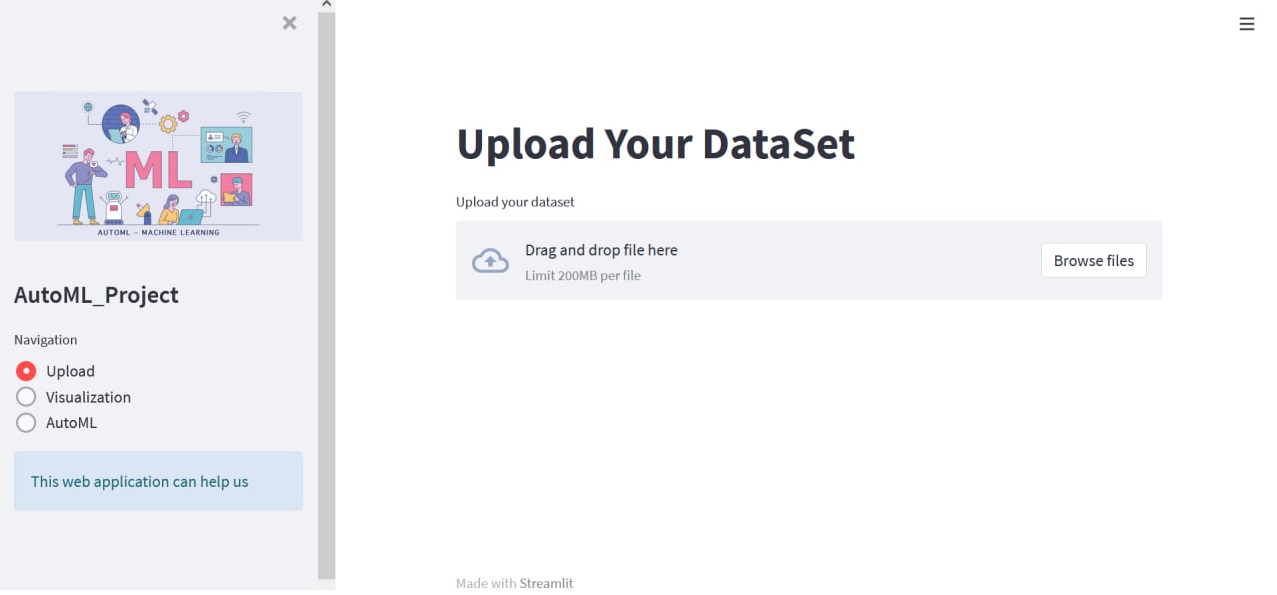 ML
AUTOML - MACHINE LEARNING
AutoML_Project
Navigation
Upload
Visualization
AutoML
This web application can help us
Upload Your DataSet
Upload your dataset
Drag and drop file here
Limit 200MB per file
Browse files
Made with Streamlit